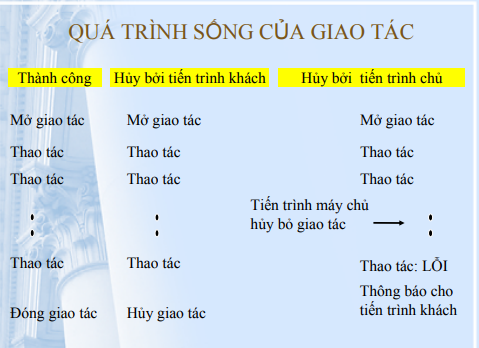 QUÁ TRÌNH SỐNG CỦA GIAO TÁC
Thành công Hủy bởi tiến trình khách Hủy bởi tiến trình chủ
Mở giao tác Mở giao tác Mở giao tác
Thao tác Thao tác Thao tác
Thao tác Thao tác Thao tác
Tiến trình máy chủ
: : hủy bỏ giao tác → :
Thao tác Thao tác Thao tác: LỖI
Thông báo cho
Đóng giao tác Hủy giao tác tiến trình khách